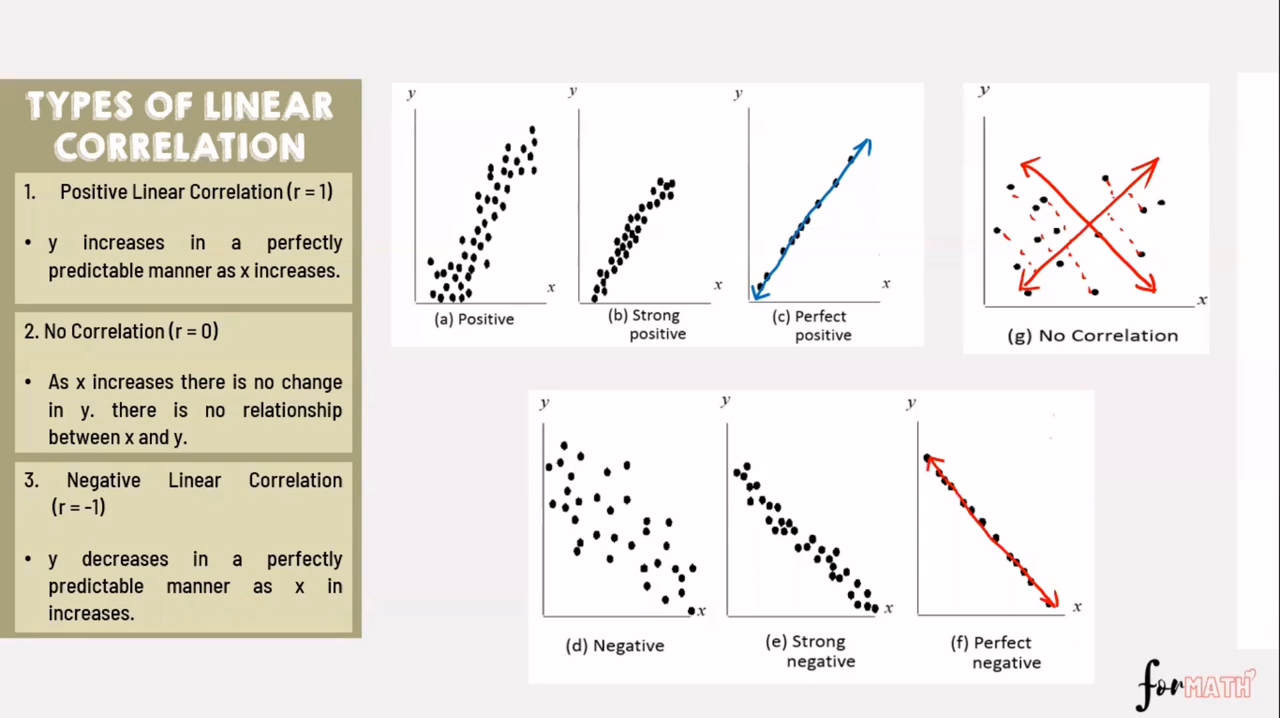 TYPES OF LINEAR
CORRELATION
1. Positive Linear Correlation (r = 1)
• y increases in a perfectly
predictable manner as x increases.
2. No Correlation (r = 0)
• As x increases there is no change
in y. there is no relationship
between x and y.
3. Negative Linear Correlation
(r = -1)
• y decreases in a perfectly
predictable manner as x in
increases.
y
x
(a) Positive
y
x
(b) Strong
positive
y
x
(c) Perfect
positive
y
x
(g) No Correlation
y
x
(d) Negative
y
x
(e) Strong
negative
y
x
(f) Perfect
negative
forMATH